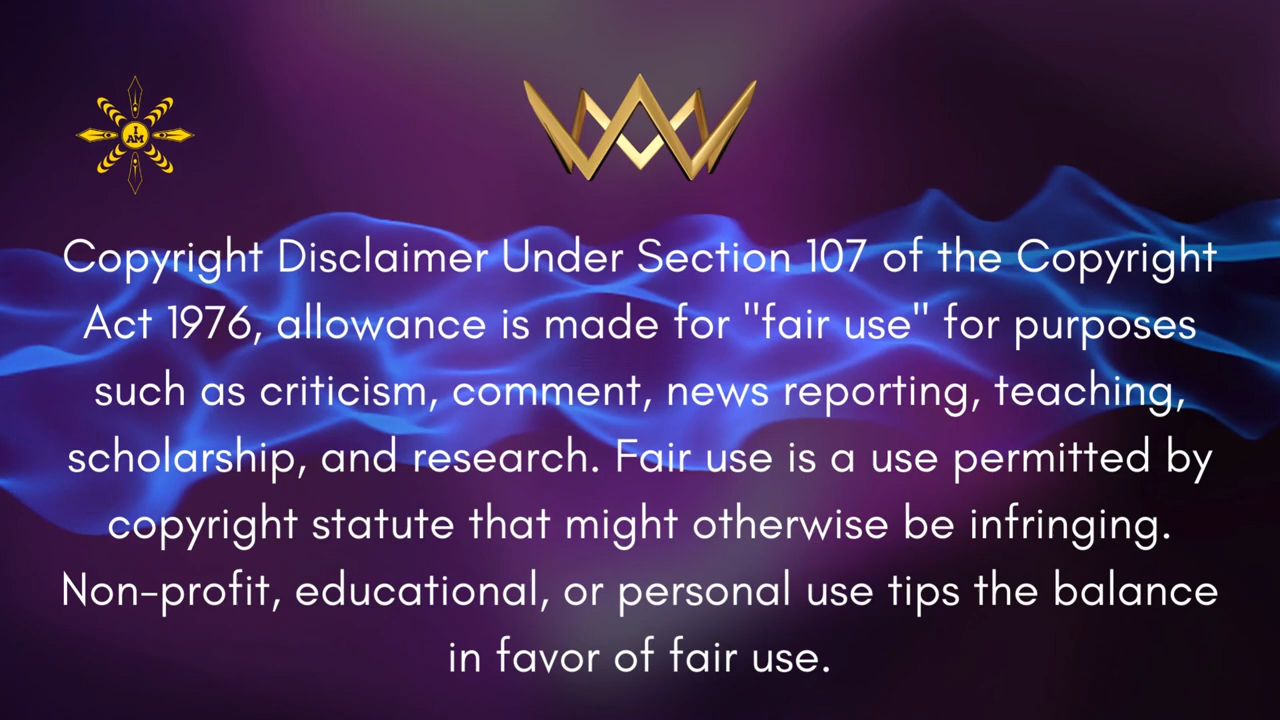 I
AM
Copyright Disclaimer Under Section 107 of the Copyright
Act 1976, allowance is made for "fair use" for purposes
such as criticism, comment, news reporting, teaching,
scholarship, and research. Fair use is a use permitted by
copyright statute that might otherwise be infringing.
Non-profit, educational, or personal use tips the balance
in favor of fair use.